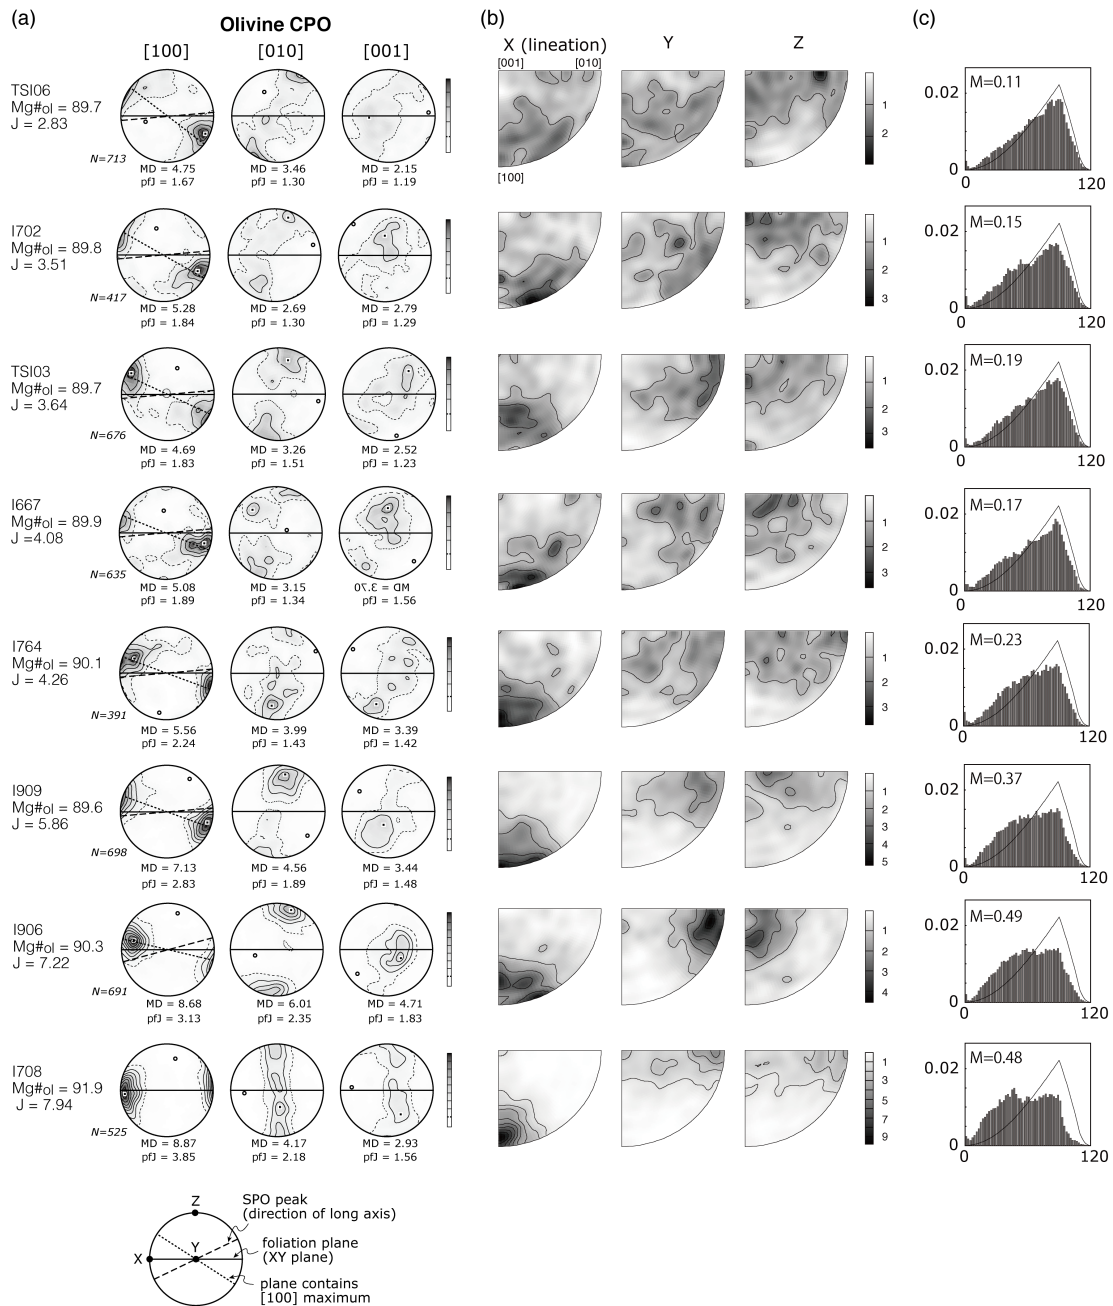 (a)
(b)
(c)
Olivine CPO
[100]
[010]
[001]
X (lineation)
Y
Z
[001]
[010]
[100]
TSI06
Mg#ol = 89.7
J = 2.83
N=713
MD = 4.75
pfJ = 1.67
MD = 3.46
pfJ = 1.30
MD = 2.15
pfJ = 1.19
1
2
M=0.11
0.02
0
0
120
I702
Mg#ol = 89.8
J = 3.51
N=417
MD = 5.28
pfJ = 1.84
MD = 2.69
pfJ = 1.30
MD = 2.79
pfJ = 1.29
1
2
3
M=0.15
0.02
0
0
120
TSI03
Mg#ol = 89.7
J = 3.64
N=676
MD = 4.69
pfJ = 1.83
MD = 3.26
pfJ = 1.51
MD = 2.52
pfJ = 1.23
1
2
3
M=0.19
0.02
0
0
120
I667
Mg#ol = 89.9
J =4.08
N=635
MD = 5.08
pfJ = 1.89
MD = 3.15
pfJ = 1.34
MD = 3.70
pfJ = 1.56
1
2
3
M=0.17
0.02
0
0
120
I764
Mg#ol = 90.1
J = 4.26
N=391
MD = 5.56
pfJ = 2.24
MD = 3.99
pfJ = 1.43
MD = 3.39
pfJ = 1.42
1
2
3
M=0.23
0.02
0
0
120
I909
Mg#ol = 89.6
J = 5.86
N=698
MD = 7.13
pfJ = 2.83
MD = 4.56
pfJ = 1.89
MD = 3.44
pfJ = 1.48
1
2
3
4
5
M=0.37
0.02
0
0
120
I906
Mg#ol = 90.3
J = 7.22
N=691
MD = 8.68
pfJ = 3.13
MD = 6.01
pfJ = 2.35
MD = 4.71
pfJ = 1.83
1
2
3
4
M=0.49
0.02
0
0
120
I708
Mg#ol = 91.9
J = 7.94
N=525
MD = 8.87
pfJ = 3.85
MD = 4.17
pfJ = 2.18
MD = 2.93
pfJ = 1.56
1
3
5
7
9
M=0.48
0.02
0
0
120
Z
X
Y
SPO peak
(direction of long axis)
foliation plane
(XY plane)
plane contains
[100] maximum